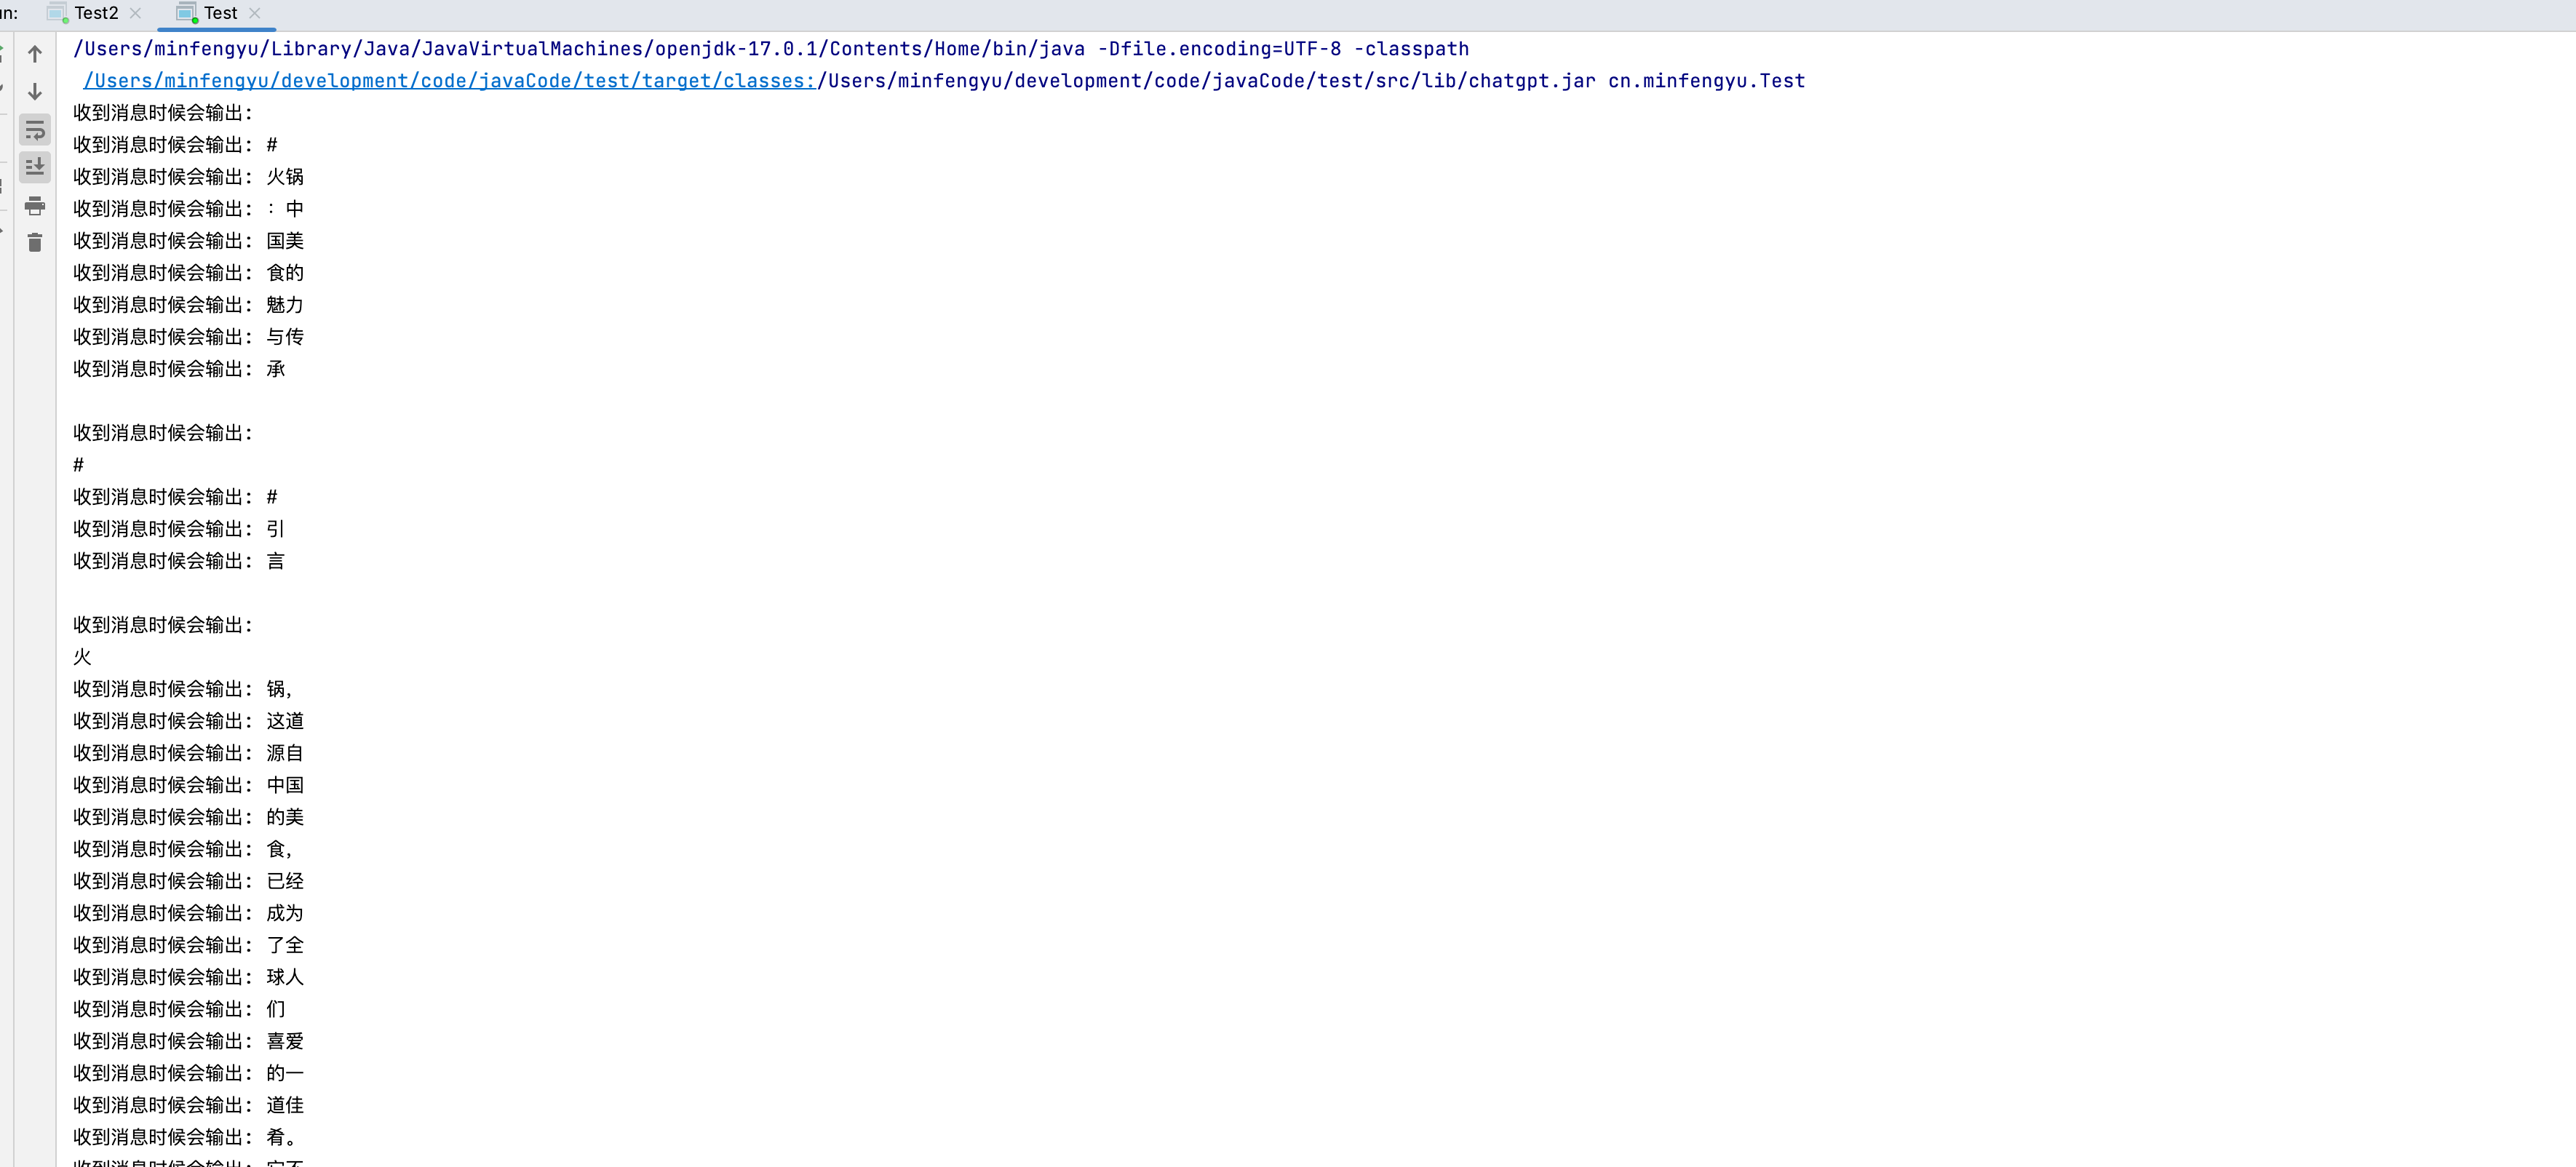 Test2
Test
/Users/minfengyu/Library/Java/JavaVirtualMachines/openjdk-17.0.1/Contents/Home/bin/java -Dfile.encoding=UTF-8 -classpath
/Users/minfengyu/development/code/javaCode/test/target/classes:/Users/minfengyu/development/code/javaCode/test/src/lib/chatgpt.jar cn.minfengyu.Test
收到消息时候会输出:
收到消息时候会输出: #
收到消息时候会输出: 火锅
收到消息时候会输出: ：中
收到消息时候会输出: 国美
收到消息时候会输出: 食的
收到消息时候会输出: 魅力
收到消息时候会输出: 与传
收到消息时候会输出: 承
收到消息时候会输出:
#
收到消息时候会输出: #
收到消息时候会输出: 引
收到消息时候会输出: 言
收到消息时候会输出:
火
收到消息时候会输出: 锅，
收到消息时候会输出: 这道
收到消息时候会输出: 源自
收到消息时候会输出: 中国
收到消息时候会输出: 的美
收到消息时候会输出: 食，
收到消息时候会输出: 已经
收到消息时候会输出: 成为
收到消息时候会输出: 了全
收到消息时候会输出: 球人
收到消息时候会输出: 们
收到消息时候会输出: 喜爱
收到消息时候会输出: 的一
收到消息时候会输出: 道佳
收到消息时候会输出: 肴。